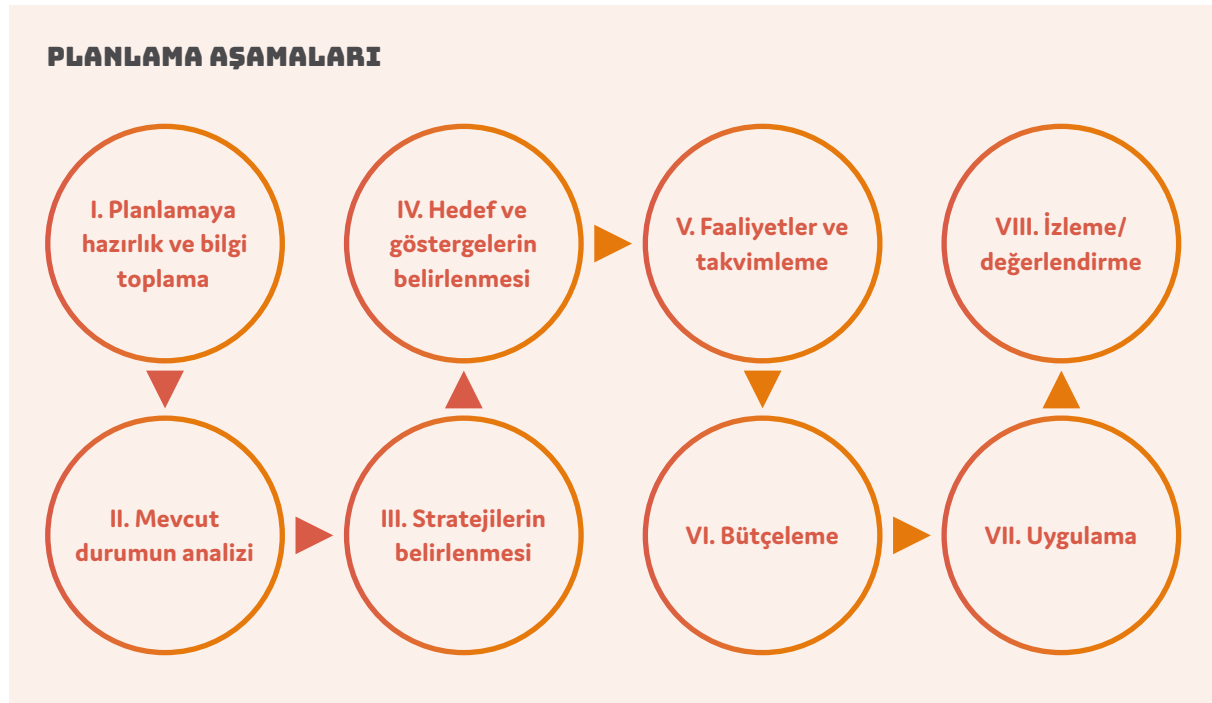 PLANLAMA AŞAMALARI
I. Planlamaya
hazırlık ve bilgi
toplama
II. Mevcut
durumun analizi
III. Stratejilerin
belirlenmesi
IV. Hedef ve
göstergelerin
belirlenmesi
V. Faaliyetler ve
takvimleme
VI. Bütçeleme
VII. Uygulama
VIII. İzleme/
değerlendirme